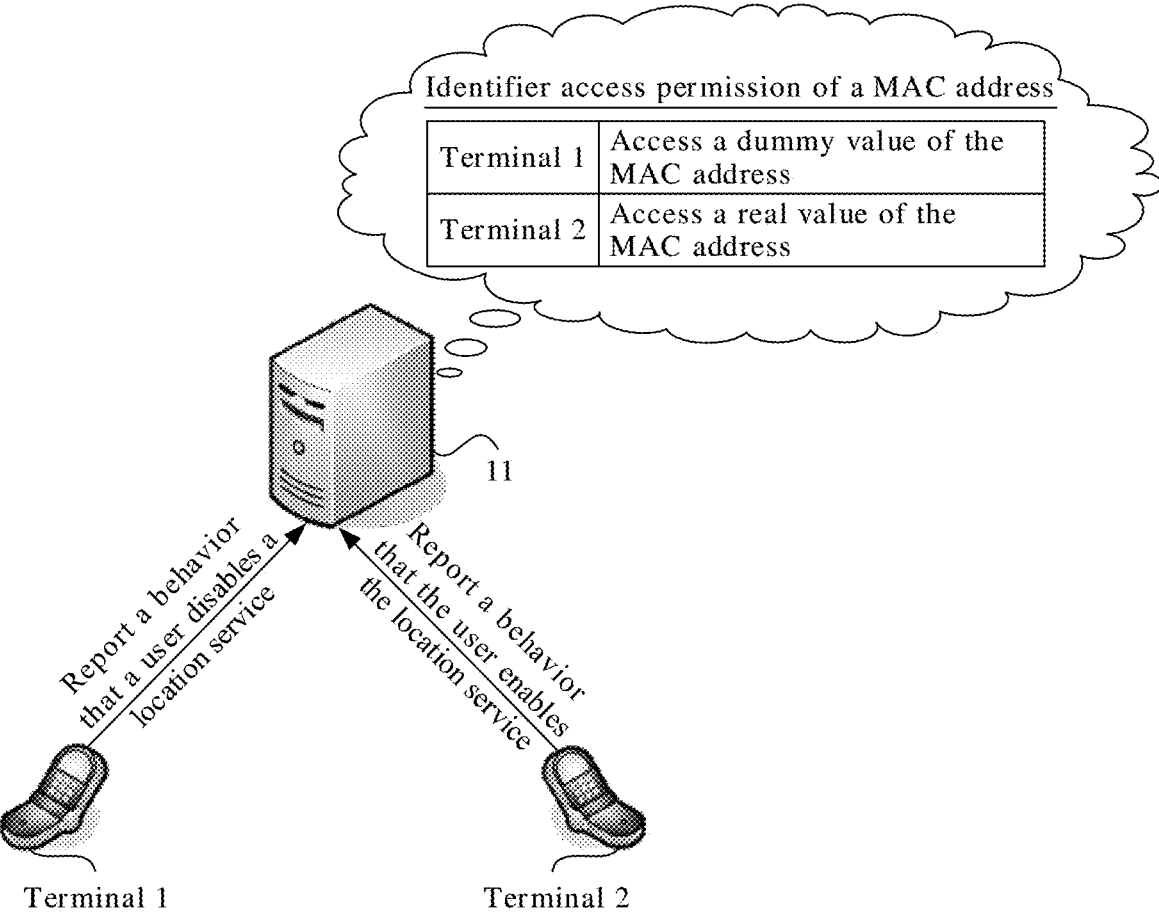 Identifier access permission of a MAC address
Terminal 1
Access a dummy value of the
MAC address
Terminal 2
Access a real value of the
MAC address
11
Report a behavior
that a user disables a
location service
Report a behavior
that the user enables
the location service
Terminal 1
Terminal 2